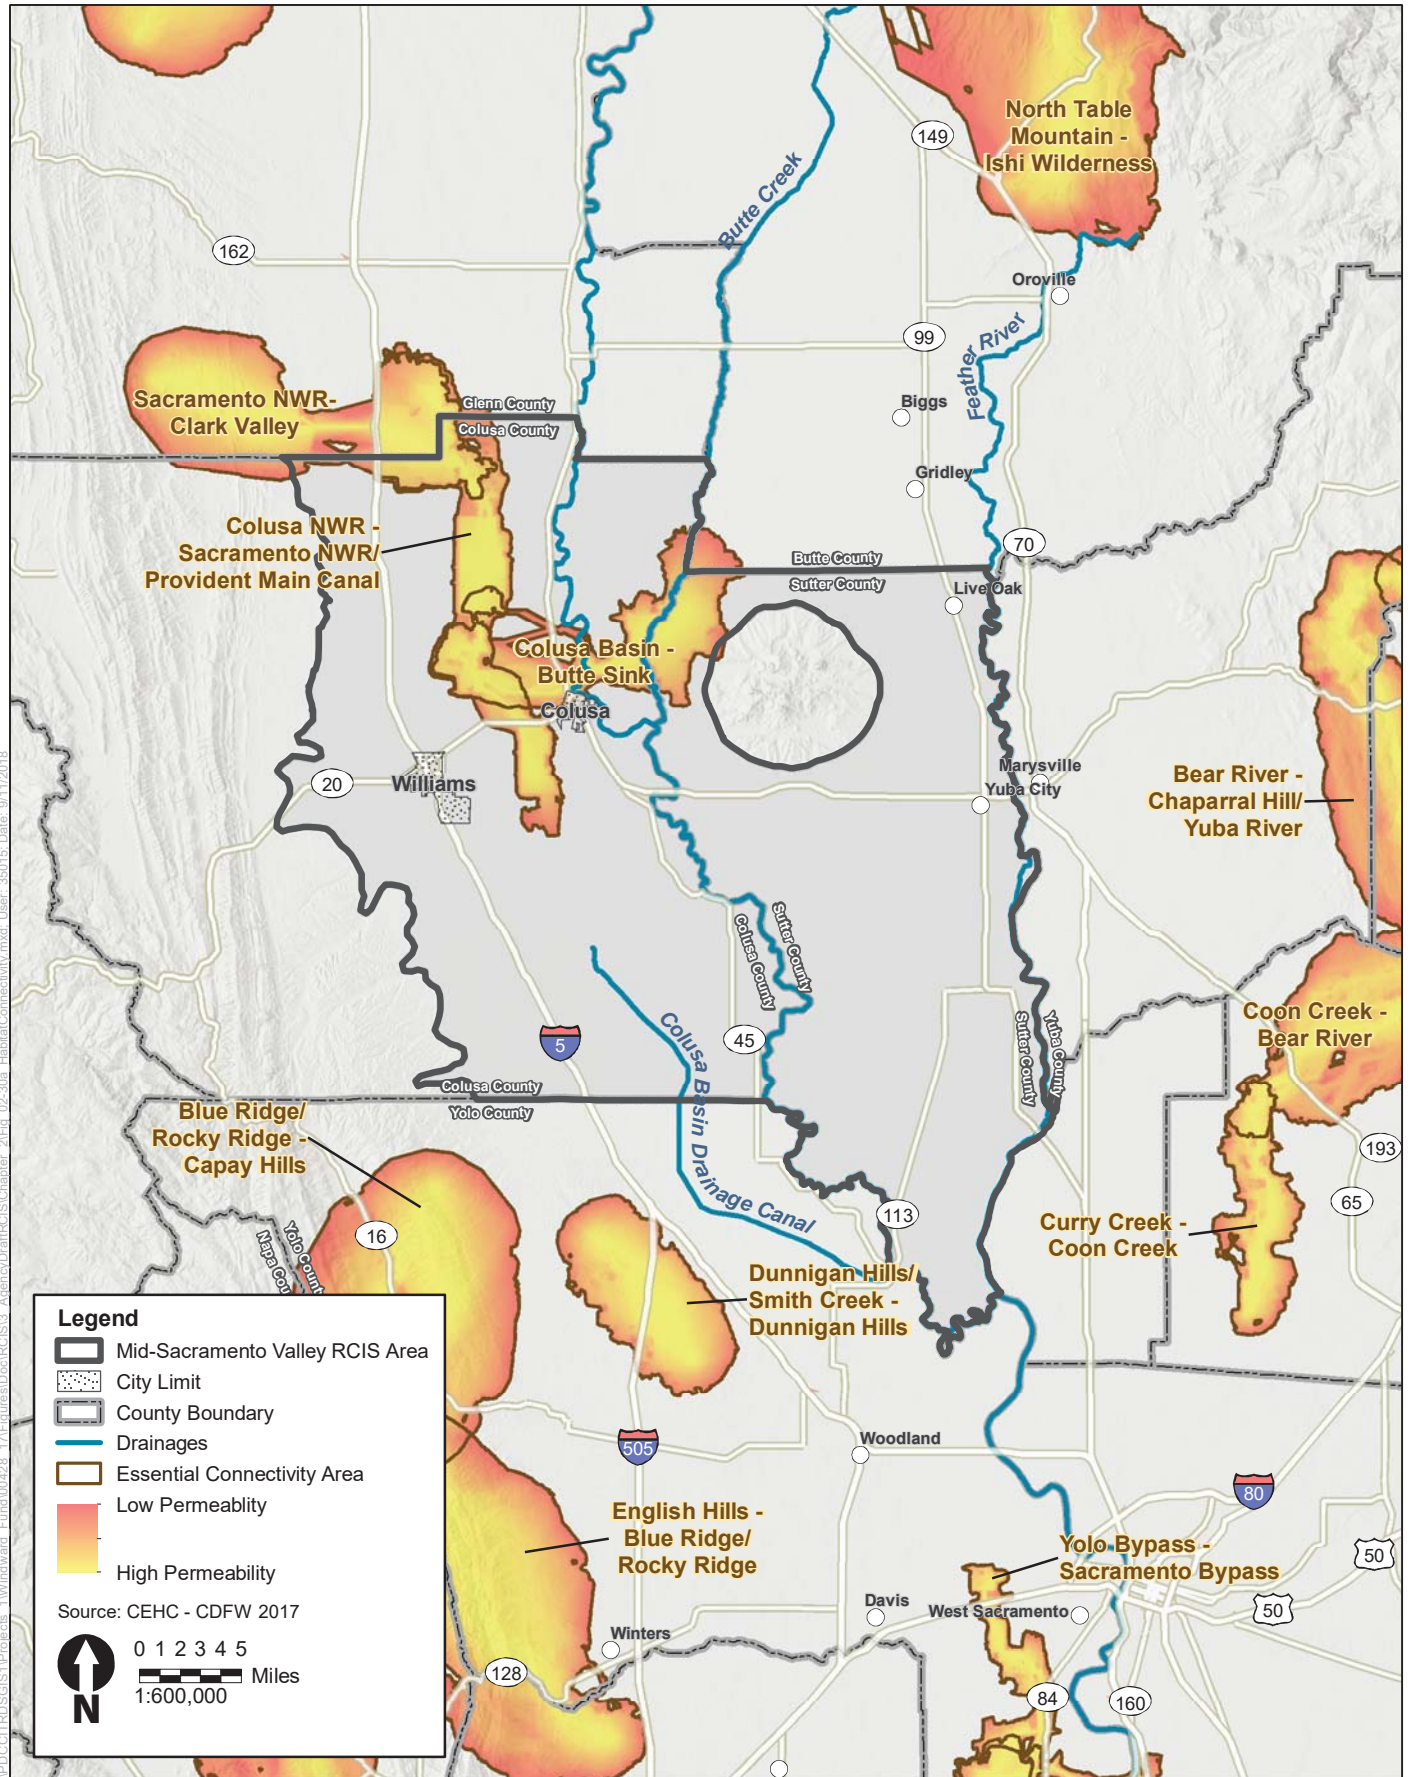 North Table
Mountain -
Ishi Wilderness
149
Butte Creek
162
Oroville
99
Feather River
Biggs
Sacramento NWR-
Clark Valley
Glenn County
Colusa County
Gridley
Colusa NWR -
Sacramento NWR/
Provident Main Canal
70
Butte County
Sutter County
Live Oak
Colusa Basin -
Butte Sink
Colusa
Williams
20
Marysville
Yuba City
Bear River -
Chaparral Hill/
Yuba River
Sutter County
Colusa County
45
5
Colusa Basin Drainage Canal
Yuba County
Sutter County
Coon Creek -
Bear River
Colusa County
Yolo County
Blue Ridge/
Rocky Ridge -
Capay Hills
193
65
16
113
Curry Creek -
Coon Creek
Yolo Count
Napa Cou
Dunnigan Hills/
Smith Creek -
Dunnigan Hills
Legend
Mid-Sacramento Valley RCIS Area
City Limit
County Boundary
Drainages
Essential Connectivity Area
Low Permeablity
High Permeability
Source: CEHC - CDFW 2017
0 1 2 3 4 5
Miles
1:600,000
N
505
Woodland
80
English Hills -
Blue Ridge/
Rocky Ridge
Yolo Bypass -
Sacramento Bypass
50
50
Davis
West Sacramento
Winters
128
84
160